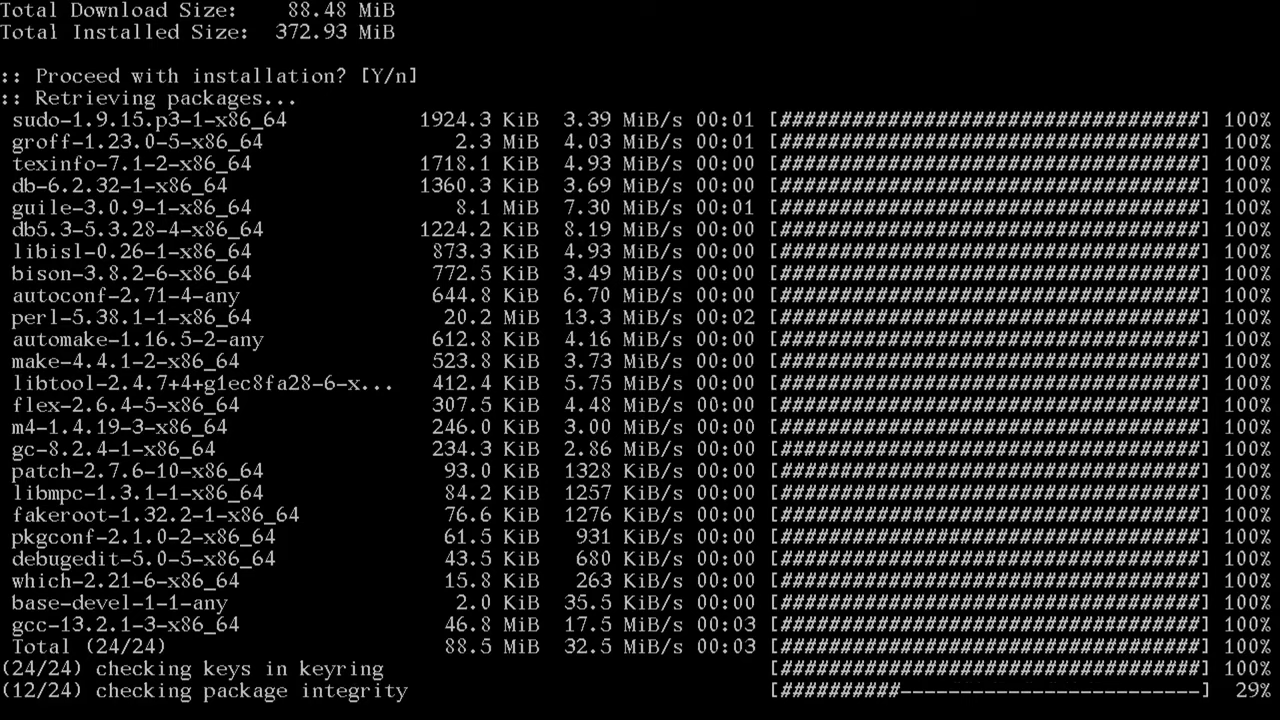 Total Download Size:    88.48 MiB
Total Installed Size:  372.93 MiB
:: Proceed with installation? [Y/n]
:: Retrieving packages...
sudo-1.9.15.p3-1-x86_64 1924.3 KiB 3.39 MiB/s 00:01 [####################################] 100%
groff-1.23.0-5-x86_64 2.3 MiB 4.03 MiB/s 00:01 [####################################] 100%
texinfo-7.1-2-x86_64 1718.1 KiB 4.93 MiB/s 00:00 [####################################] 100%
db-6.2.32-1-x86_64 1360.3 KiB 3.69 MiB/s 00:00 [####################################] 100%
guile-3.0.9-1-x86_64 8.1 MiB 7.30 MiB/s 00:01 [####################################] 100%
db5.3-5.3.28-4-x86_64 1224.2 KiB 8.19 MiB/s 00:00 [####################################] 100%
libisl-0.26-1-x86_64 873.3 KiB 4.93 MiB/s 00:00 [####################################] 100%
bison-3.8.2-6-x86_64 772.5 KiB 3.49 MiB/s 00:00 [####################################] 100%
autoconf-2.71-4-any 644.8 KiB 6.70 MiB/s 00:00 [####################################] 100%
perl-5.38.1-1-x86_64 20.2 MiB 13.3 MiB/s 00:02 [####################################] 100%
automake-1.16.5-2-any 612.8 KiB 4.16 MiB/s 00:00 [####################################] 100%
make-4.4.1-2-x86_64 523.8 KiB 3.73 MiB/s 00:00 [####################################] 100%
libtool-2.4.7+4+g1ec8fa28-6-x... 412.4 KiB 5.75 MiB/s 00:00 [####################################] 100%
flex-2.6.4-5-x86_64 307.5 KiB 4.48 MiB/s 00:00 [####################################] 100%
m4-1.4.19-3-x86_64 246.0 KiB 3.00 MiB/s 00:00 [####################################] 100%
gc-8.2.4-1-x86_64 234.3 KiB 2.86 MiB/s 00:00 [####################################] 100%
patch-2.7.6-10-x86_64 93.0 KiB 1328 KiB/s 00:00 [####################################] 100%
libmpc-1.3.1-1-x86_64 84.2 KiB 1257 KiB/s 00:00 [####################################] 100%
fakeroot-1.32.2-1-x86_64 76.6 KiB 1276 KiB/s 00:00 [####################################] 100%
pkgconf-2.1.0-2-x86_64 61.5 KiB 931 KiB/s 00:00 [####################################] 100%
debugedit-5.0-5-x86_64 43.5 KiB 680 KiB/s 00:00 [####################################] 100%
which-2.21-6-x86_64 15.8 KiB 263 KiB/s 00:00 [####################################] 100%
base-devel-1-1-any 2.0 KiB 35.5 KiB/s 00:00 [####################################] 100%
gcc-13.2.1-3-x86_64 46.8 MiB 17.5 MiB/s 00:03 [####################################] 100%
Total (24/24) 88.5 MiB 32.5 MiB/s 00:03 [####################################] 100%
(24/24) checking keys in keyring [####################################] 100%
(12/24) checking package integrity [##########--------------------------] 29%